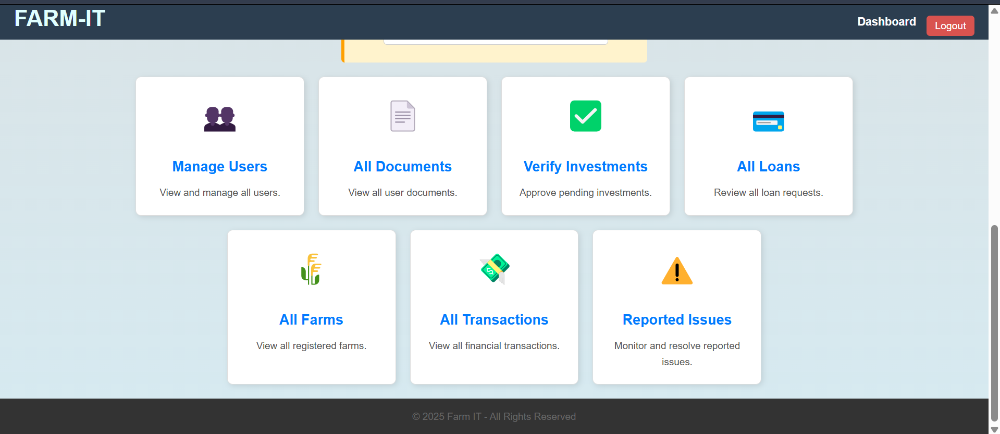 FARM-IT
Dashboard
Logout
Manage Users
View and manage all users.
All Documents
View all user documents.
Verify Investments
Approve pending investments.
All Loans
Review all loan requests.
All Farms
View all registered farms.
All Transactions
View all financial transactions.
Reported Issues
Monitor and resolve reported
issues.
© 2025 Farm IT - All Rights Reserved